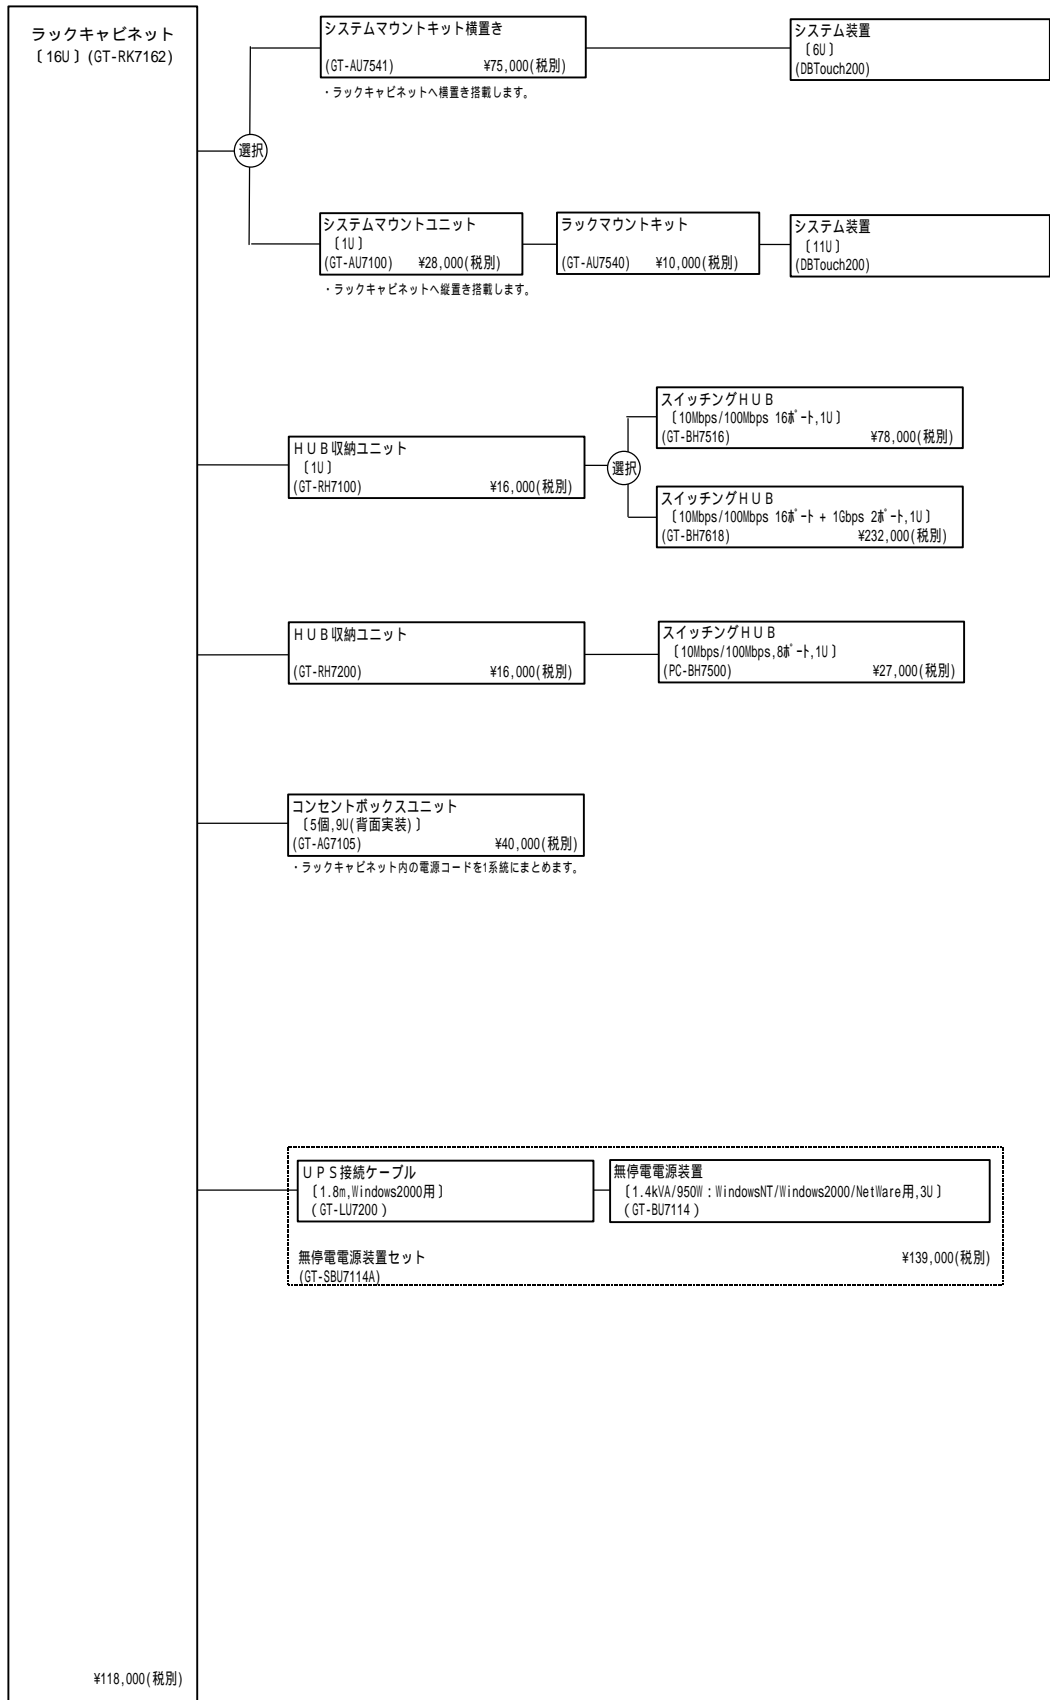 ラックキャビネット
〔16U〕(GT-RK7162)
システムマウントキット横置き
(GT-AU7541) ¥75,000(税別)
・ラックキャビネットへ横置き搭載します。
システム装置
〔6U〕
(DBTouch200)
選択
システムマウントユニット
〔1U〕
(GT-AU7100) ¥28,000(税別)
・ラックキャビネットへ縦置き搭載します。
ラックマウントキット
(GT-AU7540) ¥10,000(税別)
システム装置
〔11U〕
(DBTouch200)
HUB収納ユニット
〔1U〕
(GT-RH7100) ¥16,000(税別)
選択
スイッチングHUB
〔10Mbps/100Mbps 16ﾎﾟｰﾄ,1U〕
(GT-BH7516) ¥78,000(税別)
スイッチングHUB
〔10Mbps/100Mbps 16ﾎﾟｰﾄ + 1Gbps 2ﾎﾟｰﾄ,1U〕
(GT-BH7618) ¥232,000(税別)
HUB収納ユニット
(GT-RH7200) ¥16,000(税別)
スイッチングHUB
〔10Mbps/100Mbps,8ﾎﾟｰﾄ,1U〕
(PC-BH7500) ¥27,000(税別)
コンセントボックスユニット
〔5個,9U(背面実装)〕
(GT-AG7105) ¥40,000(税別)
・ラックキャビネット内の電源コードを1系統にまとめます。
UPS接続ケーブル
〔1.8m,Windows2000用〕
(GT-LU7200)
無停電電源装置
〔1.4kVA/950W：WindowsNT/Windows2000/NetWare用,3U〕
(GT-BU7114)
無停電電源装置セット ¥139,000(税別)
(GT-SBU7114A)
¥118,000(税別)